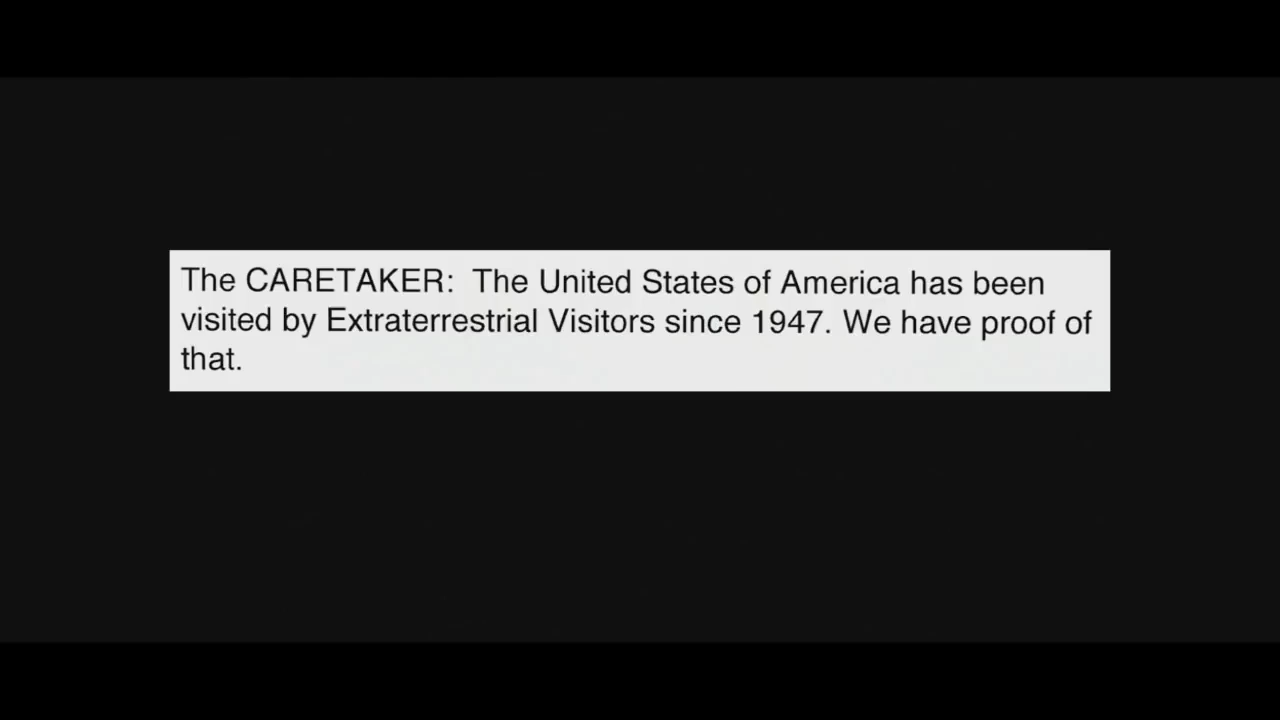 The CARETAKER:  The United States of America has been
visited by Extraterrestrial Visitors since 1947. We have proof of
that.